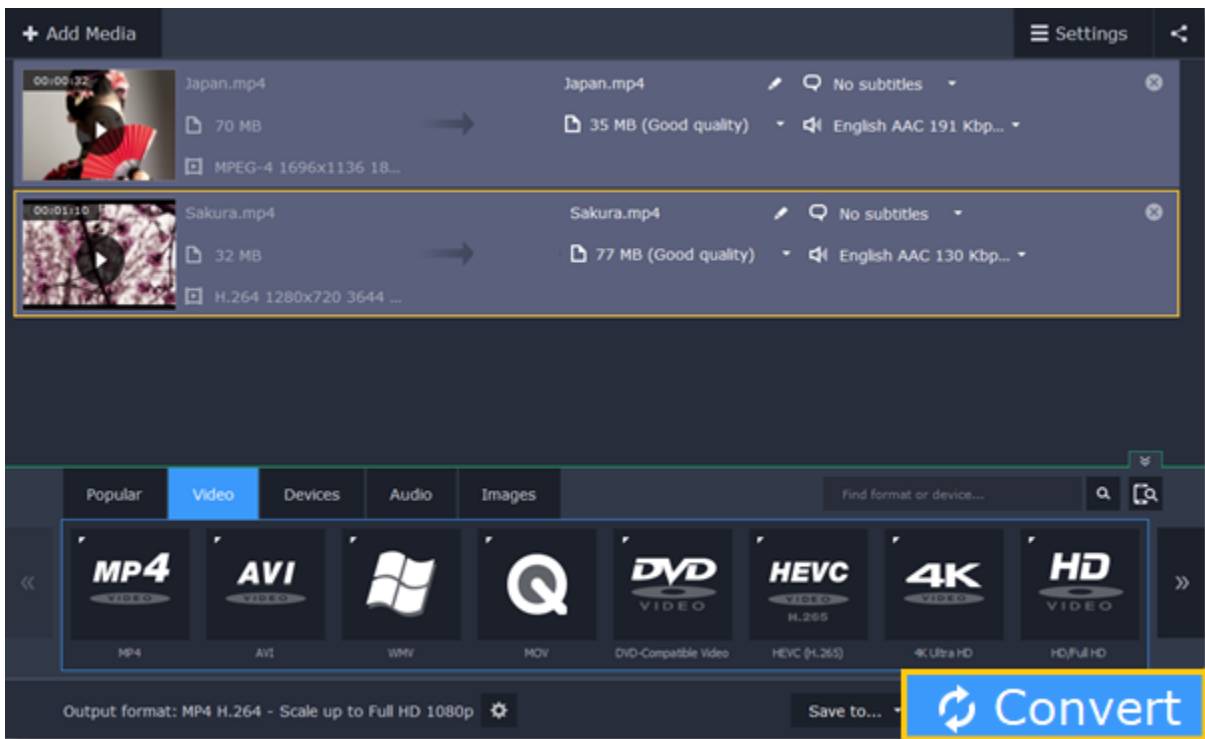 Add Media
Settings
00:00:32
Japan.mp4
Japan.mp4
No subtitles
70 MB
35 MB (Good quality)
English AAC 191 Kbp...
MPEG-4 1696x1136 18...
00:01:10
Sakura.mp4
Sakura.mp4
No subtitles
32 MB
77 MB (Good quality)
English AAC 130 Kbp...
H.264 1280x720 3644 ...
Popular
Video
Devices
Audio
Images
Find format or device...
MP4
VIDEO
AVI
VIDEO
DVD
VIDEO
HEVC
VIDEO
H.265
4K
VIDEO
HD
VIDEO
MP4
AVI
WMV
MOV
DVD-Compatible Video
HEVC (H.265)
4K Ultra HD
HD/Full HD
Output format: MP4 H.264 - Scale up to Full HD 1080p
Save to...
Convert